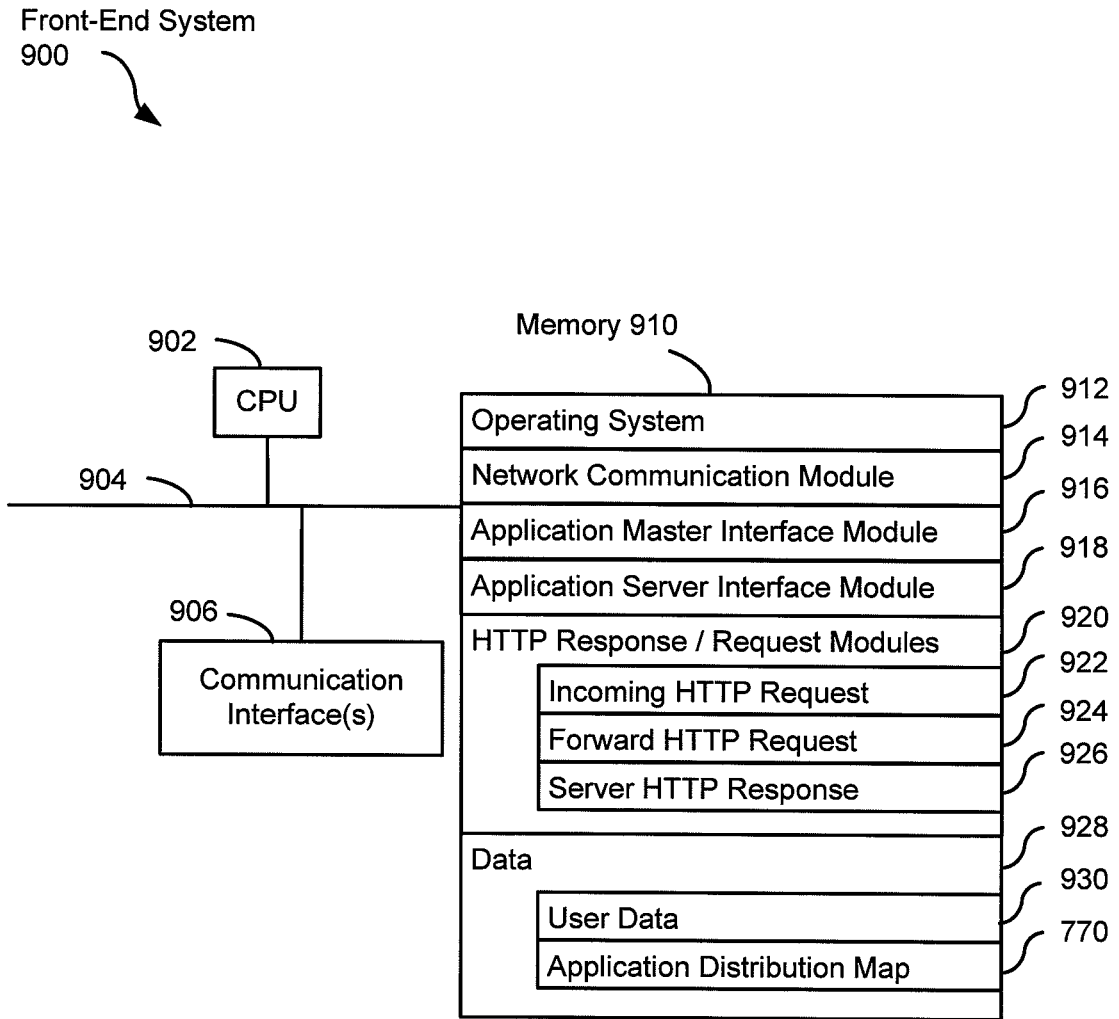 Front-End System
900
Memory 910
902
CPU
904
906
Communication
Interface(s)
Operating System
912
Network Communication Module
914
Application Master Interface Module
916
Application Server Interface Module
918
HTTP Response / Request Modules
920
Incoming HTTP Request
922
Forward HTTP Request
924
Server HTTP Response
926
Data
928
User Data
930
Application Distribution Map
770